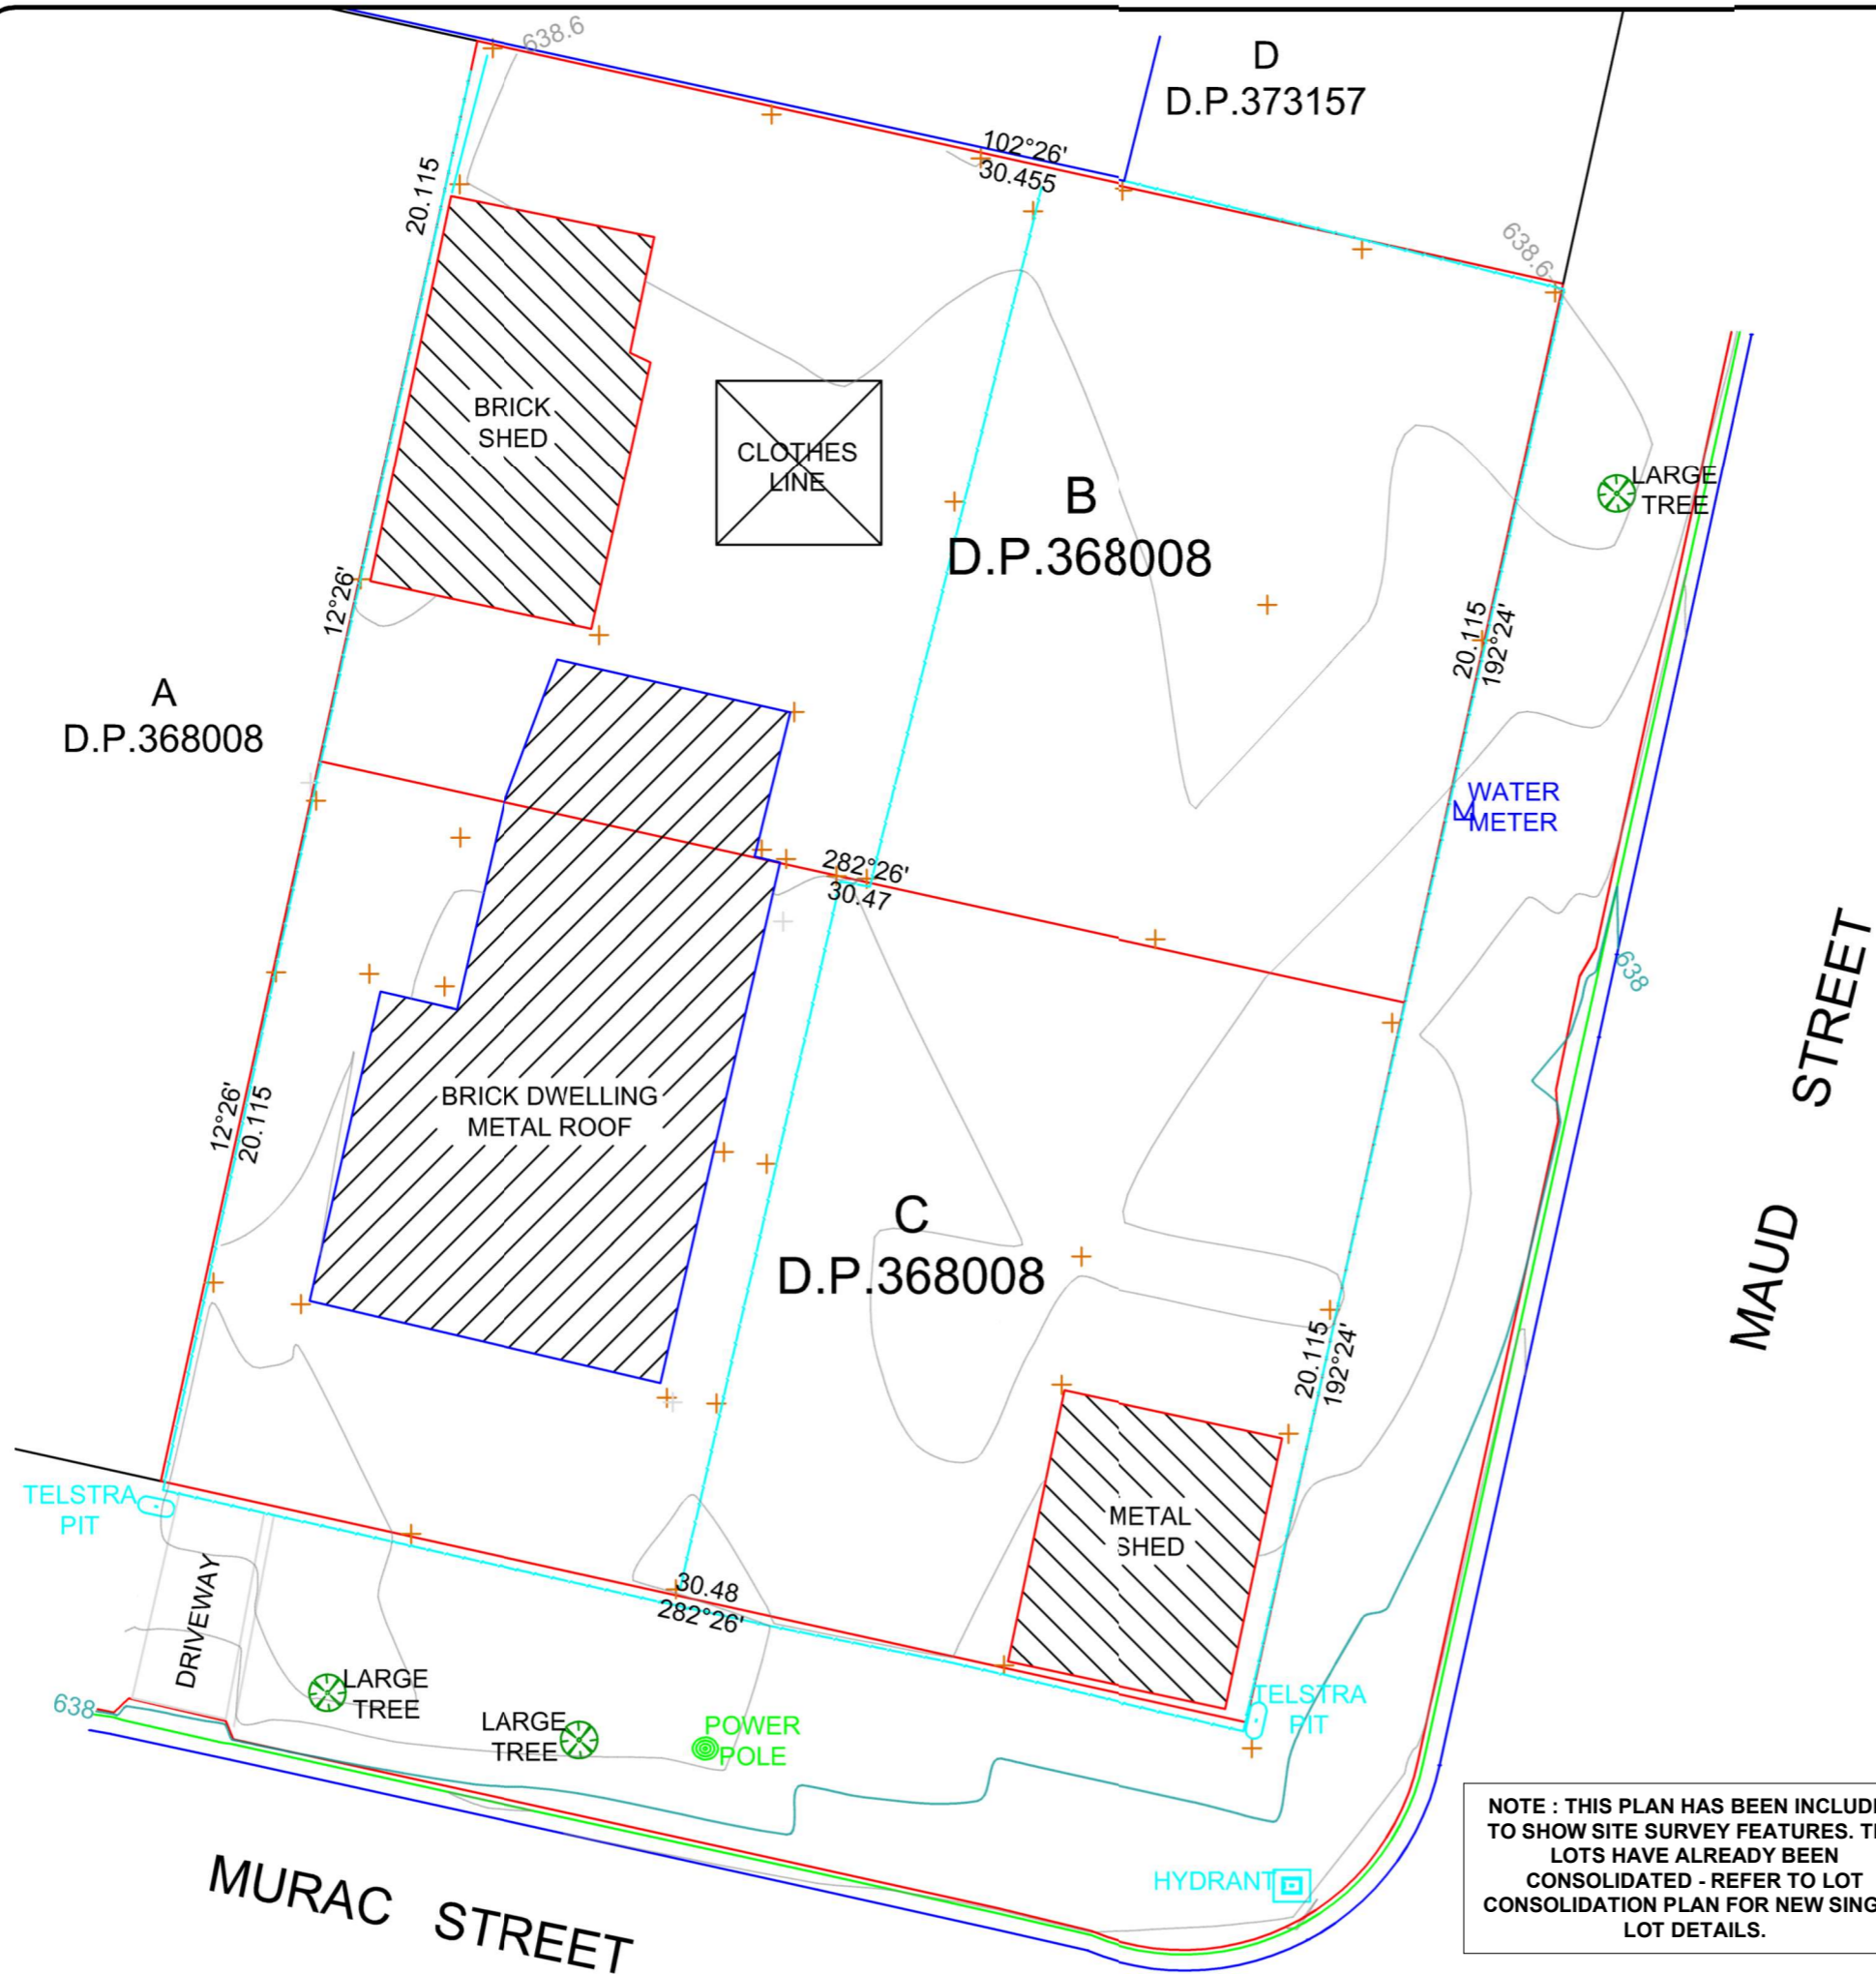 638.6
D
D.P.373157
102°26'
30.455
20.115
638.6
BRICK
SHED
CLOTHES
LINE
B
D.P.368008
LARGE
TREE
12°26'
20.115
192°24'
A
D.P.368008
WATER
METER
282°26'
30.47
638
MAUD STREET
12°26'
20.115
BRICK DWELLING
METAL ROOF
C
D.P.368008
20.115
192°24'
TELSTRA
PIT
METAL
SHED
DRIVEWAY
30.48
282°26'
638
LARGE
TREE
LARGE
TREE
POWER
POLE
TELSTRA
PIT
HYDRANT
MURAC STREET
NOTE : THIS PLAN HAS BEEN
TO SHOW SITE SURVEY FEATURES.
LOTS HAVE ALREADY BEEN
CONSOLIDATED - REFER TO LOT
CONSOLIDATION PLAN FOR NEW
LOT DETAILS.